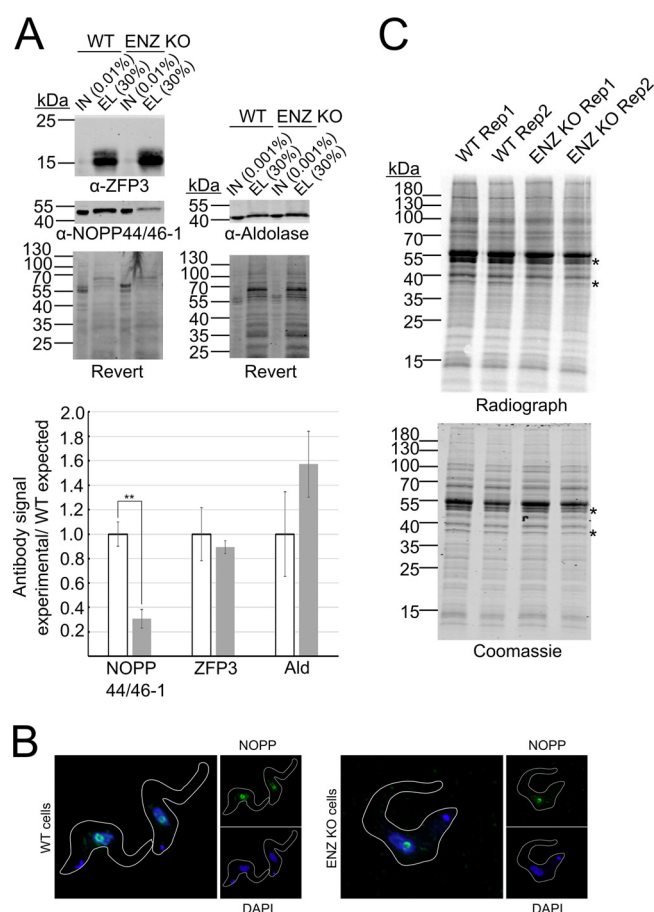 A
WT ENZ KO
IN (0.01%)
EL (30%)
IN (0.01%)
EL (30%)
kDa
25
15
α-ZFP3
55
40
α-NOPP44/46-1
130
100
70
55
40
35
25
Revert
WT ENZ KO
IN (0.001%)
EL (30%)
IN (0.001%)
EL (30%)
kDa
55
40
α-Aldolase
130
100
70
55
40
35
25
Revert
Antibody signal
experimental/ WT expected
2.0
1.8
1.6
1.4
1.2
1.0
0.8
0.6
0.4
0.2
**
NOPP
44/46-1
ZFP3
Ald
C
WT Rep1
WT Rep2
ENZ KO Rep1
ENZ KO Rep2
kDa
180
130
100
70
55
40
35
25
15
*
*
Radiograph
180
130
100
70
55
40
35
25
15
*
*
Coomassie
B
WT cells
NOPP
DAPI
ENZ KO cells
NOPP
DAPI